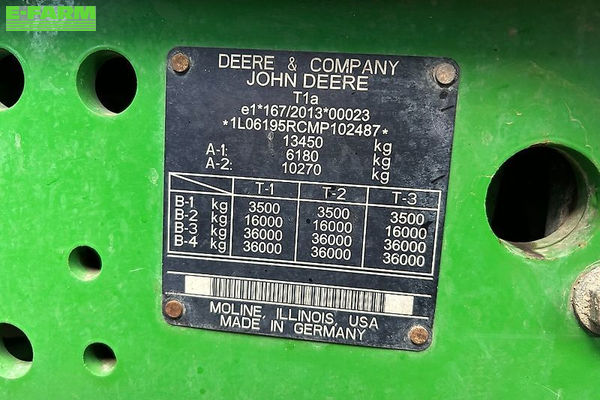 E-FARM
DEERE & COMPANY
JOHN DEERE
T1a
e1*167/2013*00023
*1L06195RCMP102487*
13450 kg
A-1: 6180 kg
A-2: 10270 kg
T-1 T-2 T-3
B-1 kg 3500 3500 3500
B-2 kg 16000 16000 16000
B-3 kg 36000 36000 36000
B-4 kg 36000 36000 36000
MOLINE, ILLINOIS, USA
MADE IN GERMANY